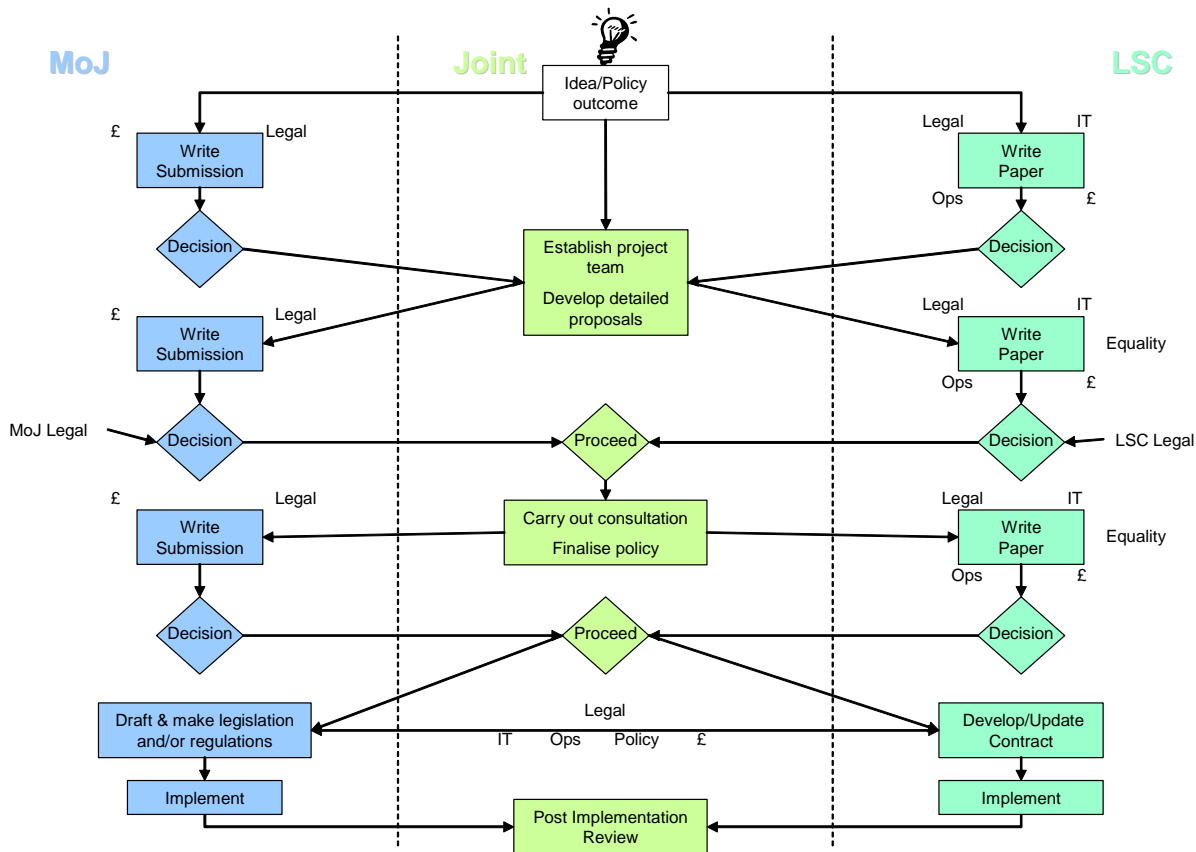 MoJ
Joint
LSC
Idea/Policy
outcome
£
Legal
Legal
IT
Write
Submission
Write
Paper
Ops
£
Decision
Establish project
team
Develop detailed
proposals
Decision
£
Legal
Legal
IT
Write
Submission
Write
Paper
Equality
Ops
£
MoJ Legal
Decision
Proceed
Decision
LSC Legal
£
Legal
Carry out consultation
Finalise policy
Legal
IT
Write
Submission
Write
Paper
Equality
Ops
£
Decision
Proceed
Decision
Draft & make legislation
and/or regulations
Legal
IT Ops Policy £
Develop/Update
Contract
Implement
Implement
Post Implementation
Review